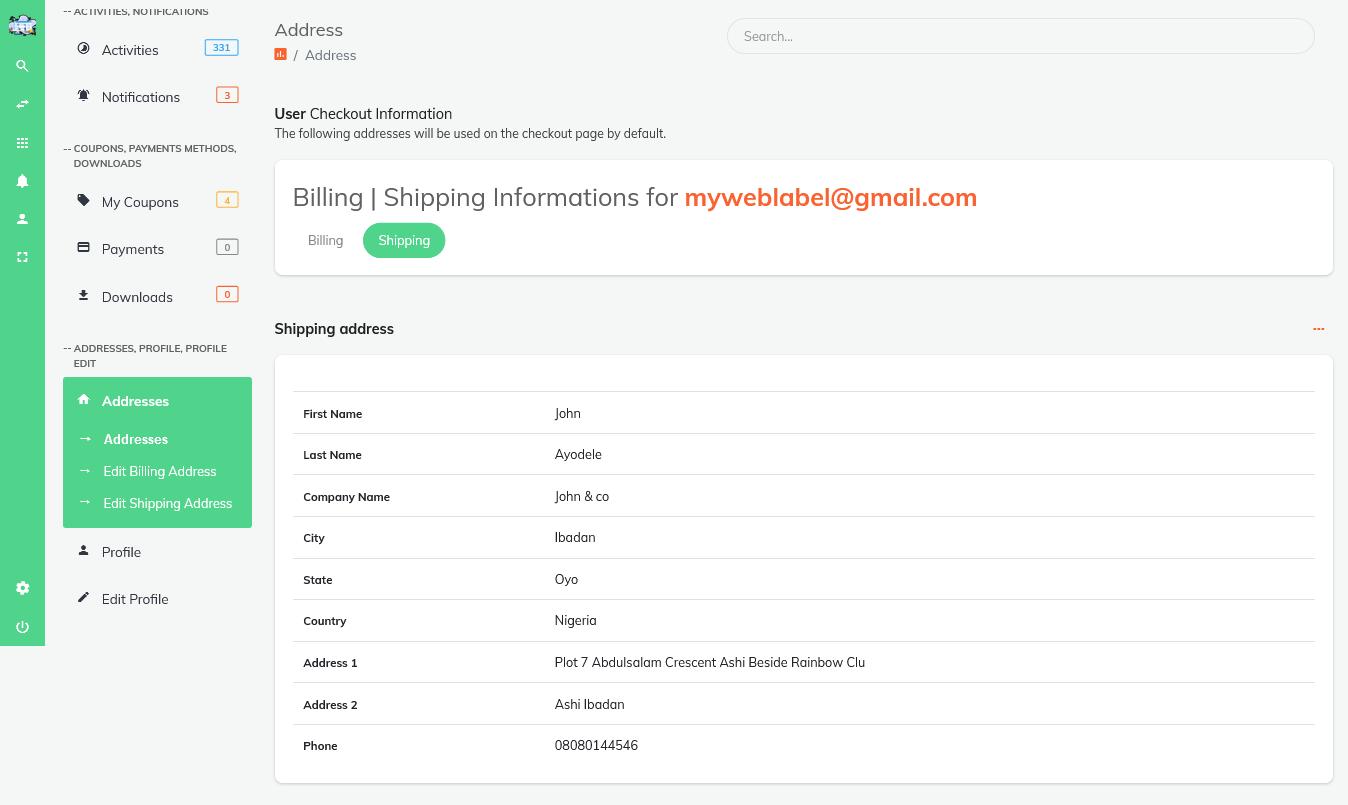 -- ACTIVITIES, NOTIFICATIONS
Activities 331
Notifications 3
-- COUPONS, PAYMENTS METHODS,
DOWNLOADS
My Coupons 4
Payments 0
Downloads 0
-- ADDRESSES, PROFILE, PROFILE
EDIT
Addresses
Addresses
Edit Billing Address
Edit Shipping Address
Profile
Edit Profile
Address
/ Address
Search...
User Checkout Information
The following addresses will be used on the checkout page by default.
Billing | Shipping Informations for myweblabel@gmail.com
Billing Shipping
Shipping address
First Name John
Last Name Ayodele
Company Name John & co
City Ibadan
State Oyo
Country Nigeria
Address 1 Plot 7 Abdulsalam Crescent Ashi Beside Rainbow Clu
Address 2 Ashi Ibadan
Phone 08080144546